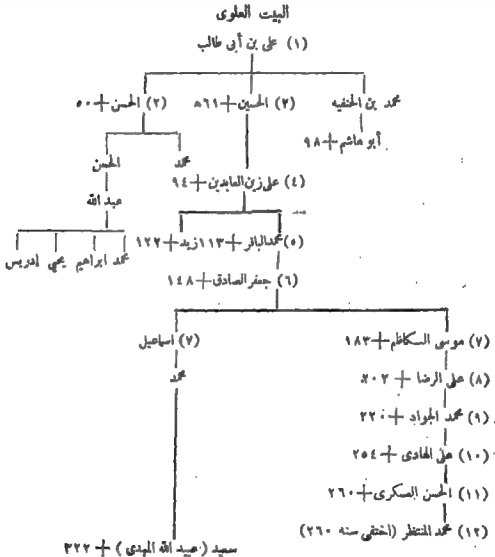 البيت العلوى
(١) على بن أبى طالب
محمد بن الحنفيه (٣) الحسين + ٦١ھ (٢) الحسن + ٥٠
أبو هاشم + ٩٨
محمد الحسن
(٤) على زين العابدين + ٩٤
عبد الله
(٥) محمد الباقر + ١١٣ زيد + ١٢٢
محمد ابراهيم يحيى إدريس
(٦) جعفر الصادق + ١٤٨
(٧) موسى الكاظم + ١٨٣ (٧) اسماعيل
(٨) على الرضا + ٢٠٢ محمد
(٩) محمد الجواد + ٢٢٠
(١٠) على الهادى + ٢٥٤
(١١) الحسن العسكرى + ٢٦٠
(١٢) محمد المنتظر (اختفى سنه ٢٦٠)
سعيد (عبيد الله المهدى) + ٣٢٢